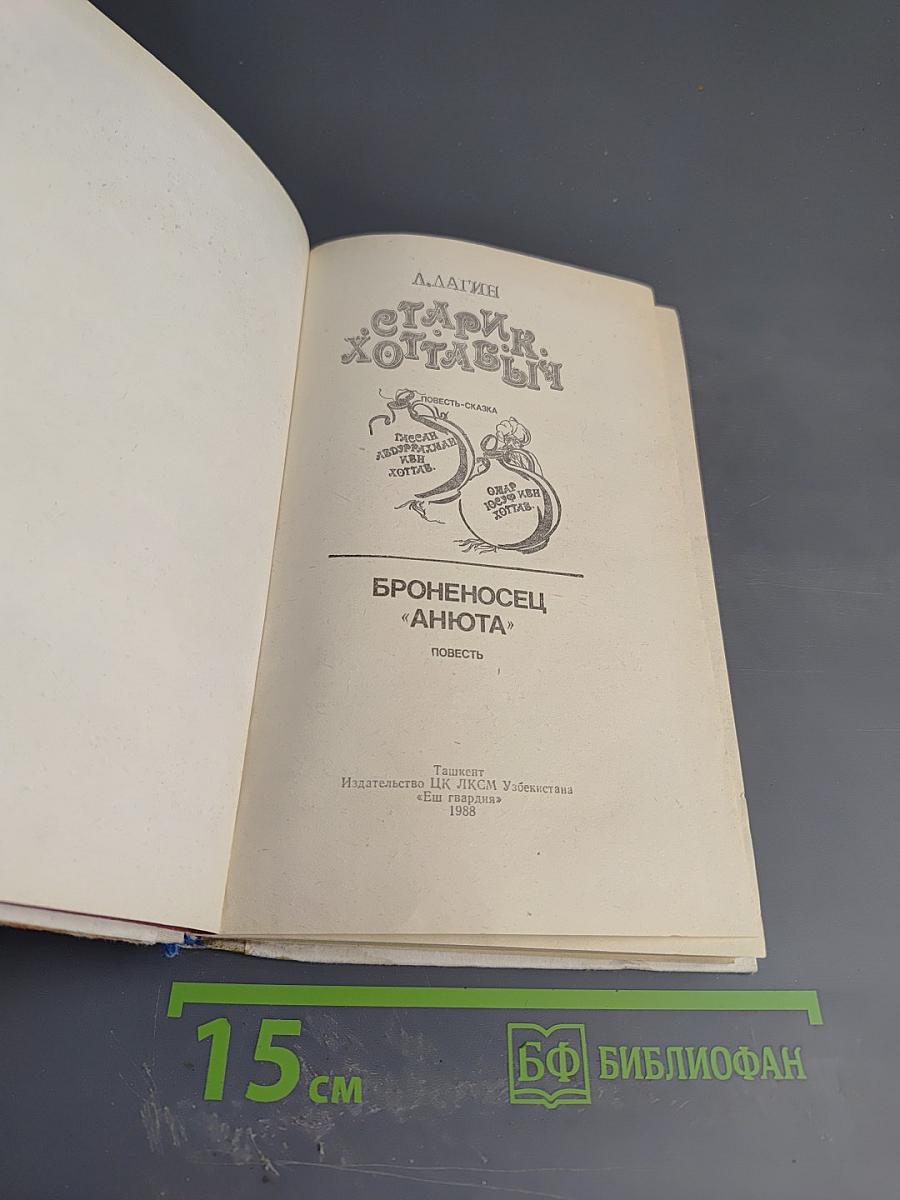 Л. ЛАГИН
СТАРИК
ХОТТАБЫЧ
ПОВЕСТЬ-СКАЗКА
ГАССАН
АБДУРРАХМАН
ИБН
ХОТТАБ.
ОМАР
ЮСУФ ИБН
ХОТТАБ.
БРОНЕНОСЕЦ
«АНЮТА»
ПОВЕСТЬ
Ташкент
Издательство ЦК ЛКСМ Узбекистана
«Ёш гвардия»
1988
15 см
БФ БИБЛИОФАН